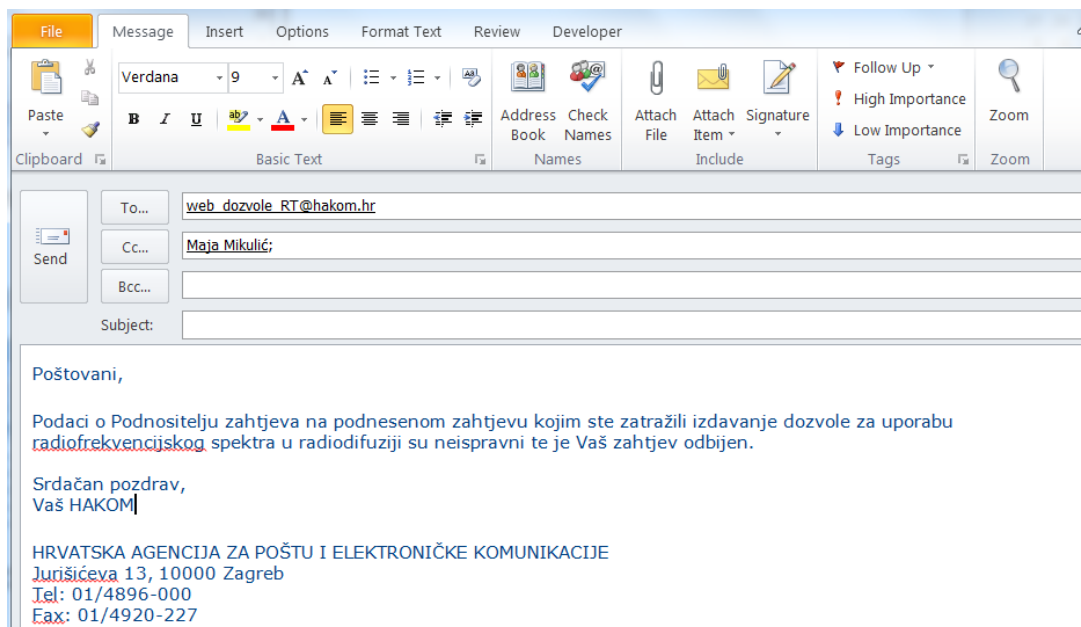 File Message Insert Options Format Text Review Developer
Verdana 9 A A Follow Up
High Importance
Paste B I U ab A Address Check Attach Attach Signature Zoom
Book Names File Item Low Importance
Clipboard Basic Text Names Include Tags Zoom
To... web_dozvole_RT@hakom.hr
Send Cc... Maja Mikulić;
Bcc...
Subject:
Poštovani,
Podaci o Podnositelju zahtjeva na podnesenom zahtjevu kojim ste zatražili izdavanje dozvole za uporabu
radiofrekvencijskog spektra u radiodifuziji su neispravni te je Vaš zahtjev odbijen.
Srdačan pozdrav,
Vaš HAKOM
HRVATSKA AGENCIJA ZA POŠTU I ELEKTRONIČKE KOMUNIKACIJE
Jurišićeva 13, 10000 Zagreb
Tel: 01/4896-000
Fax: 01/4920-227